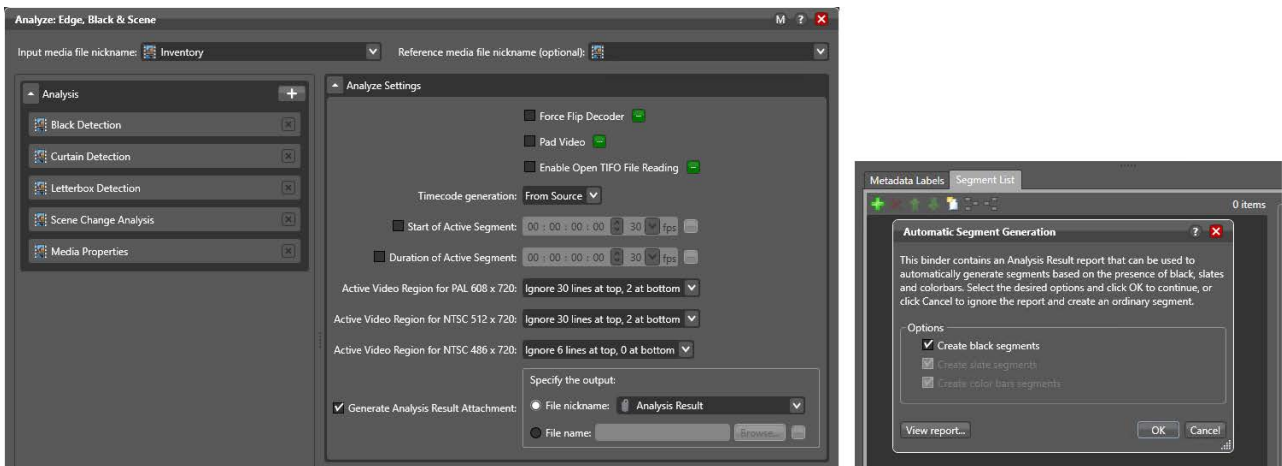 Analyze: Edge, Black & Scene
M ?
Input media file nickname: Inventory
Reference media file nickname (optional):
Analysis
Black Detection
Curtain Detection
Letterbox Detection
Scene Change Analysis
Media Properties
Analyze Settings
Force Flip Decoder
Pad Video
Enable Open TIFO File Reading
Timecode generation: From Source
Start of Active Segment: 00 : 00 : 00 : 00 30 fps
Duration of Active Segment: 00 : 00 : 00 : 00 30 fps
Active Video Region for PAL 608 x 720: Ignore 30 lines at top, 2 at bottom
Active Video Region for NTSC 512 x 720: Ignore 30 lines at top, 2 at bottom
Active Video Region for NTSC 486 x 720: Ignore 6 lines at top, 0 at bottom
Generate Analysis Result Attachment:
Specify the output:
File nickname: Analysis Result
File name: Browse...
Metadata Labels Segment List
0 items
Automatic Segment Generation ?
This binder contains an Analysis Result report that can be used to
automatically generate segments based on the presence of black, slates
and colorbars. Select the desired options and click OK to continue, or
click Cancel to ignore the report and create an ordinary segment.
Options
Create black segments
Create slate segments
Create color bars segments
View report... OK Cancel